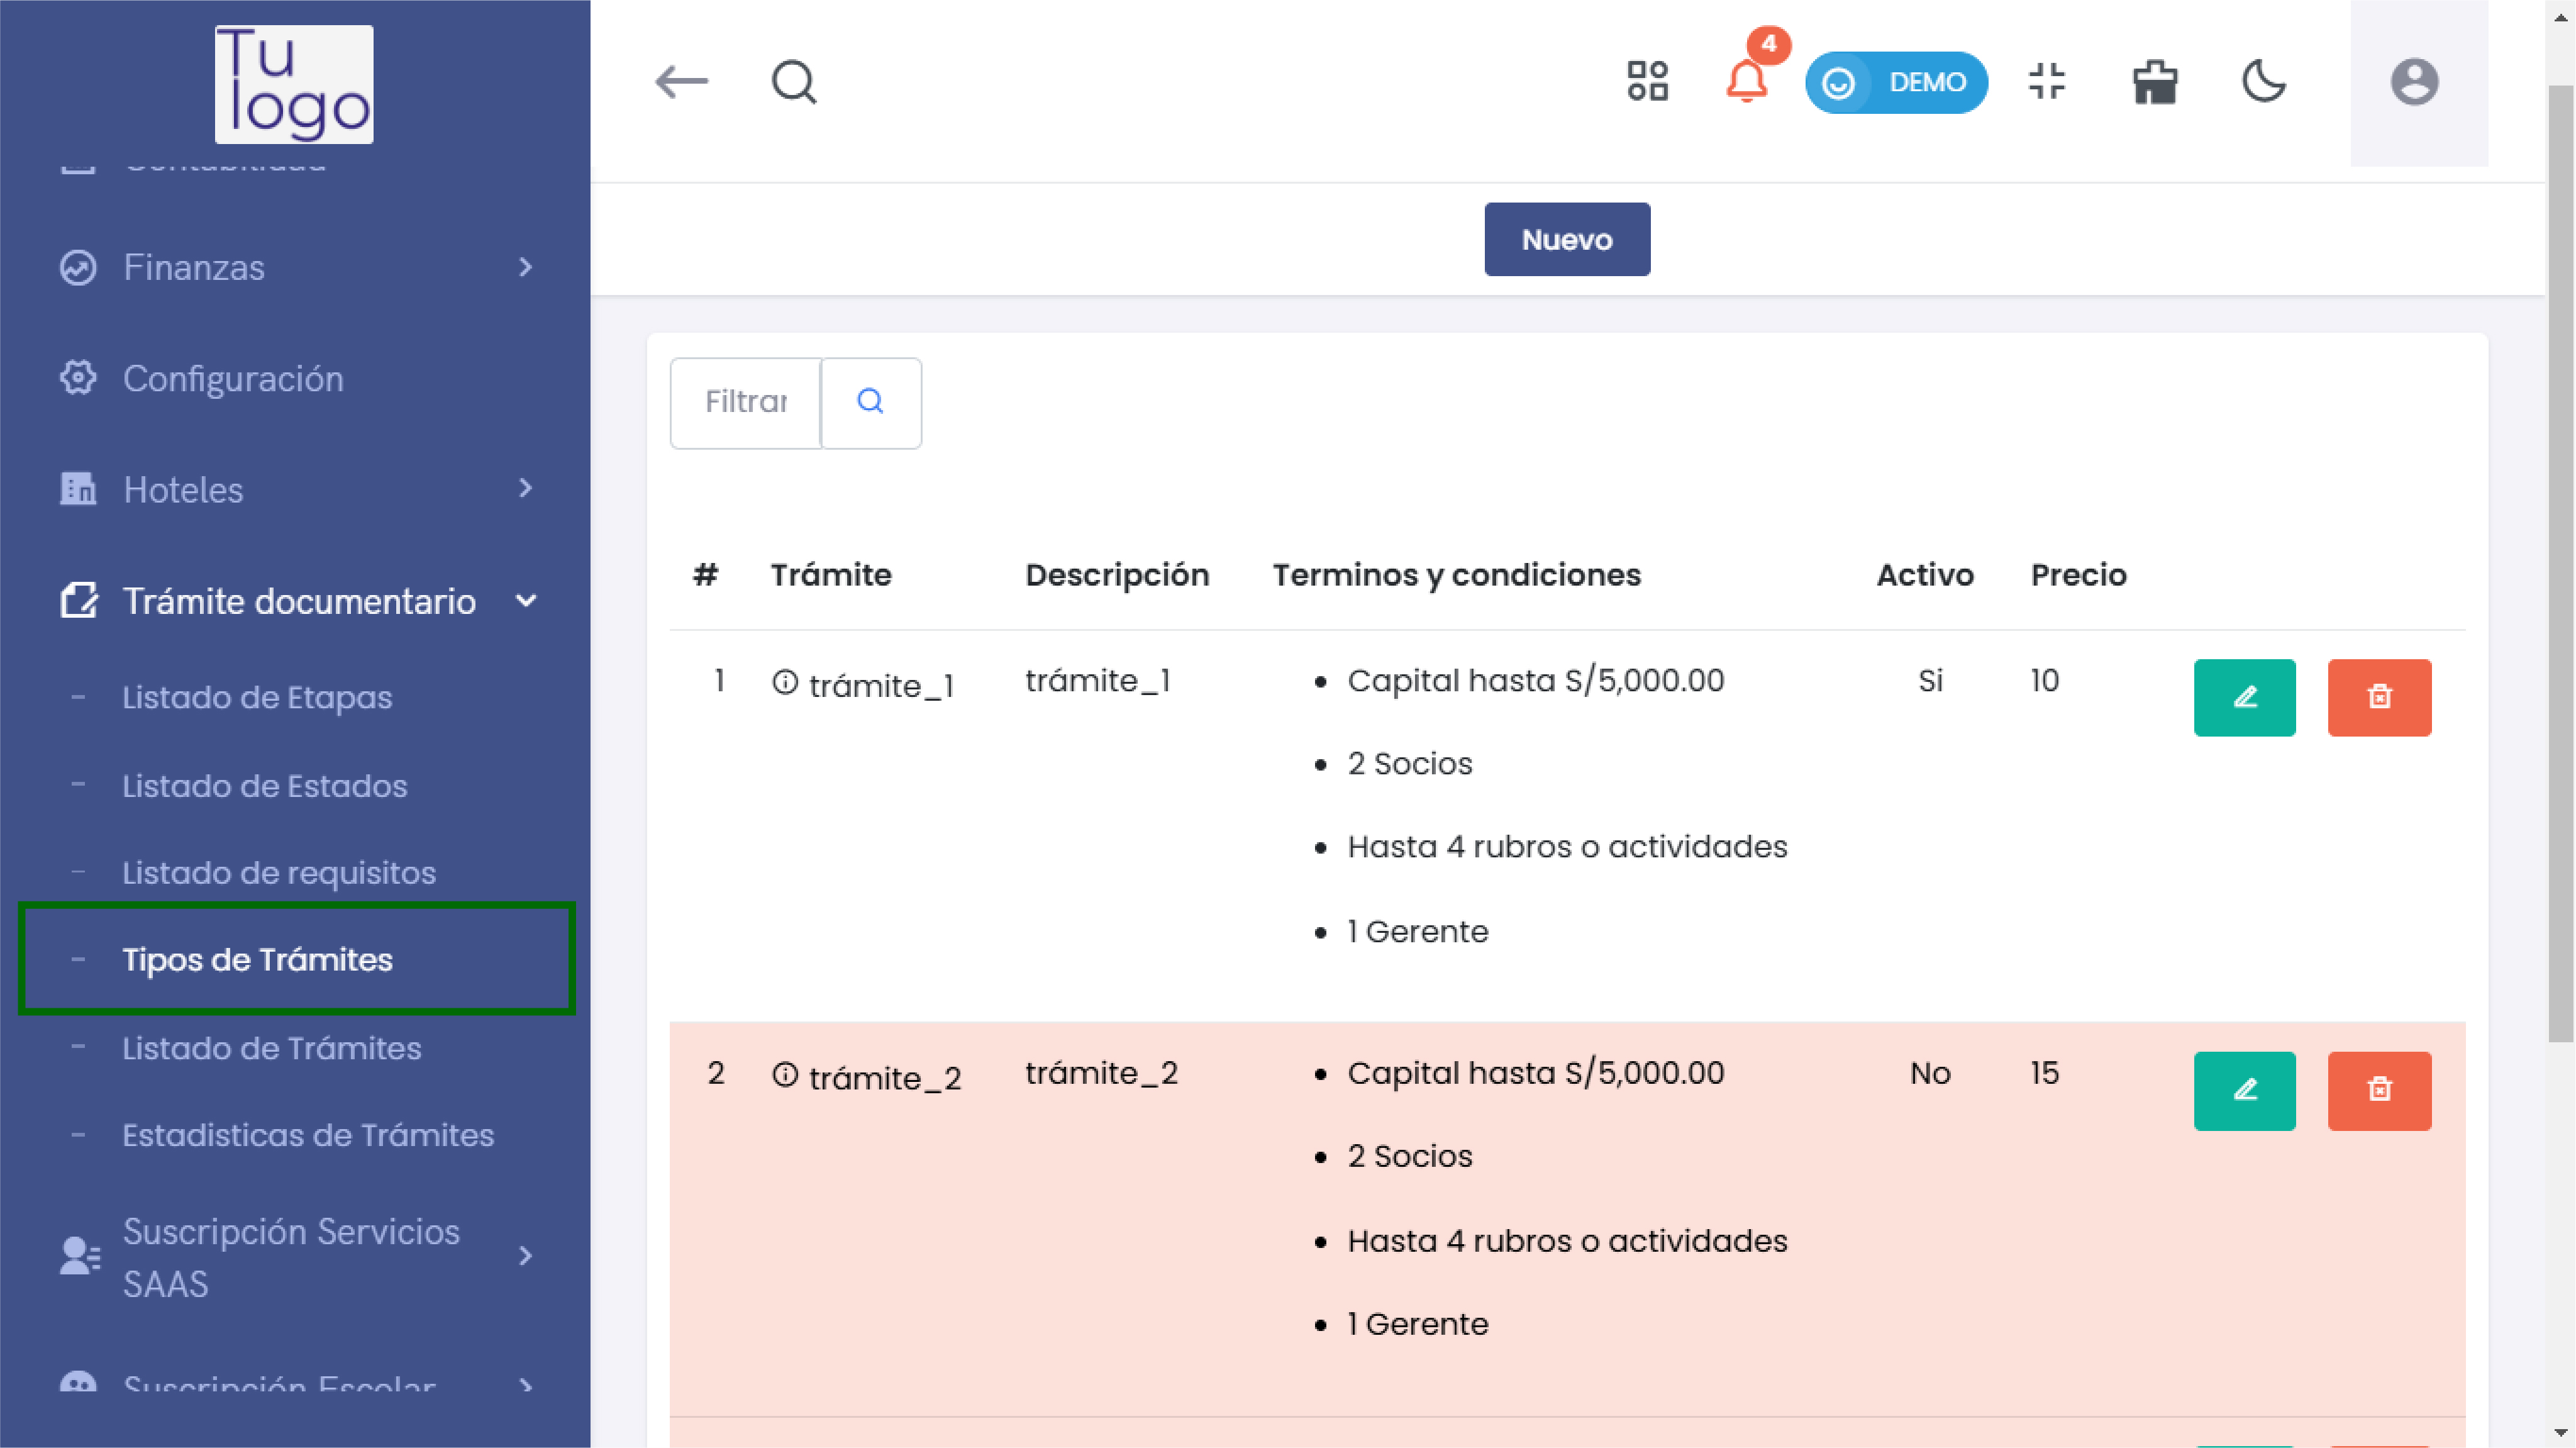 Tu
logo
Contabilidad
Finanzas
Configuración
Hoteles
Trámite documentario
- Listado de Etapas
- Listado de Estados
- Listado de requisitos
- Tipos de Trámites
- Listado de Trámites
- Estadisticas de Trámites
Suscripción Servicios
SAAS
Suscripción Escolar
4
DEMO
Nuevo
Filtrar
# Trámite Descripción Terminos y condiciones Activo Precio
1 trámite_1 trámite_1 • Capital hasta S/5,000.00 Si 10
• 2 Socios
• Hasta 4 rubros o actividades
• 1 Gerente
2 trámite_2 trámite_2 • Capital hasta S/5,000.00 No 15
• 2 Socios
• Hasta 4 rubros o actividades
• 1 Gerente